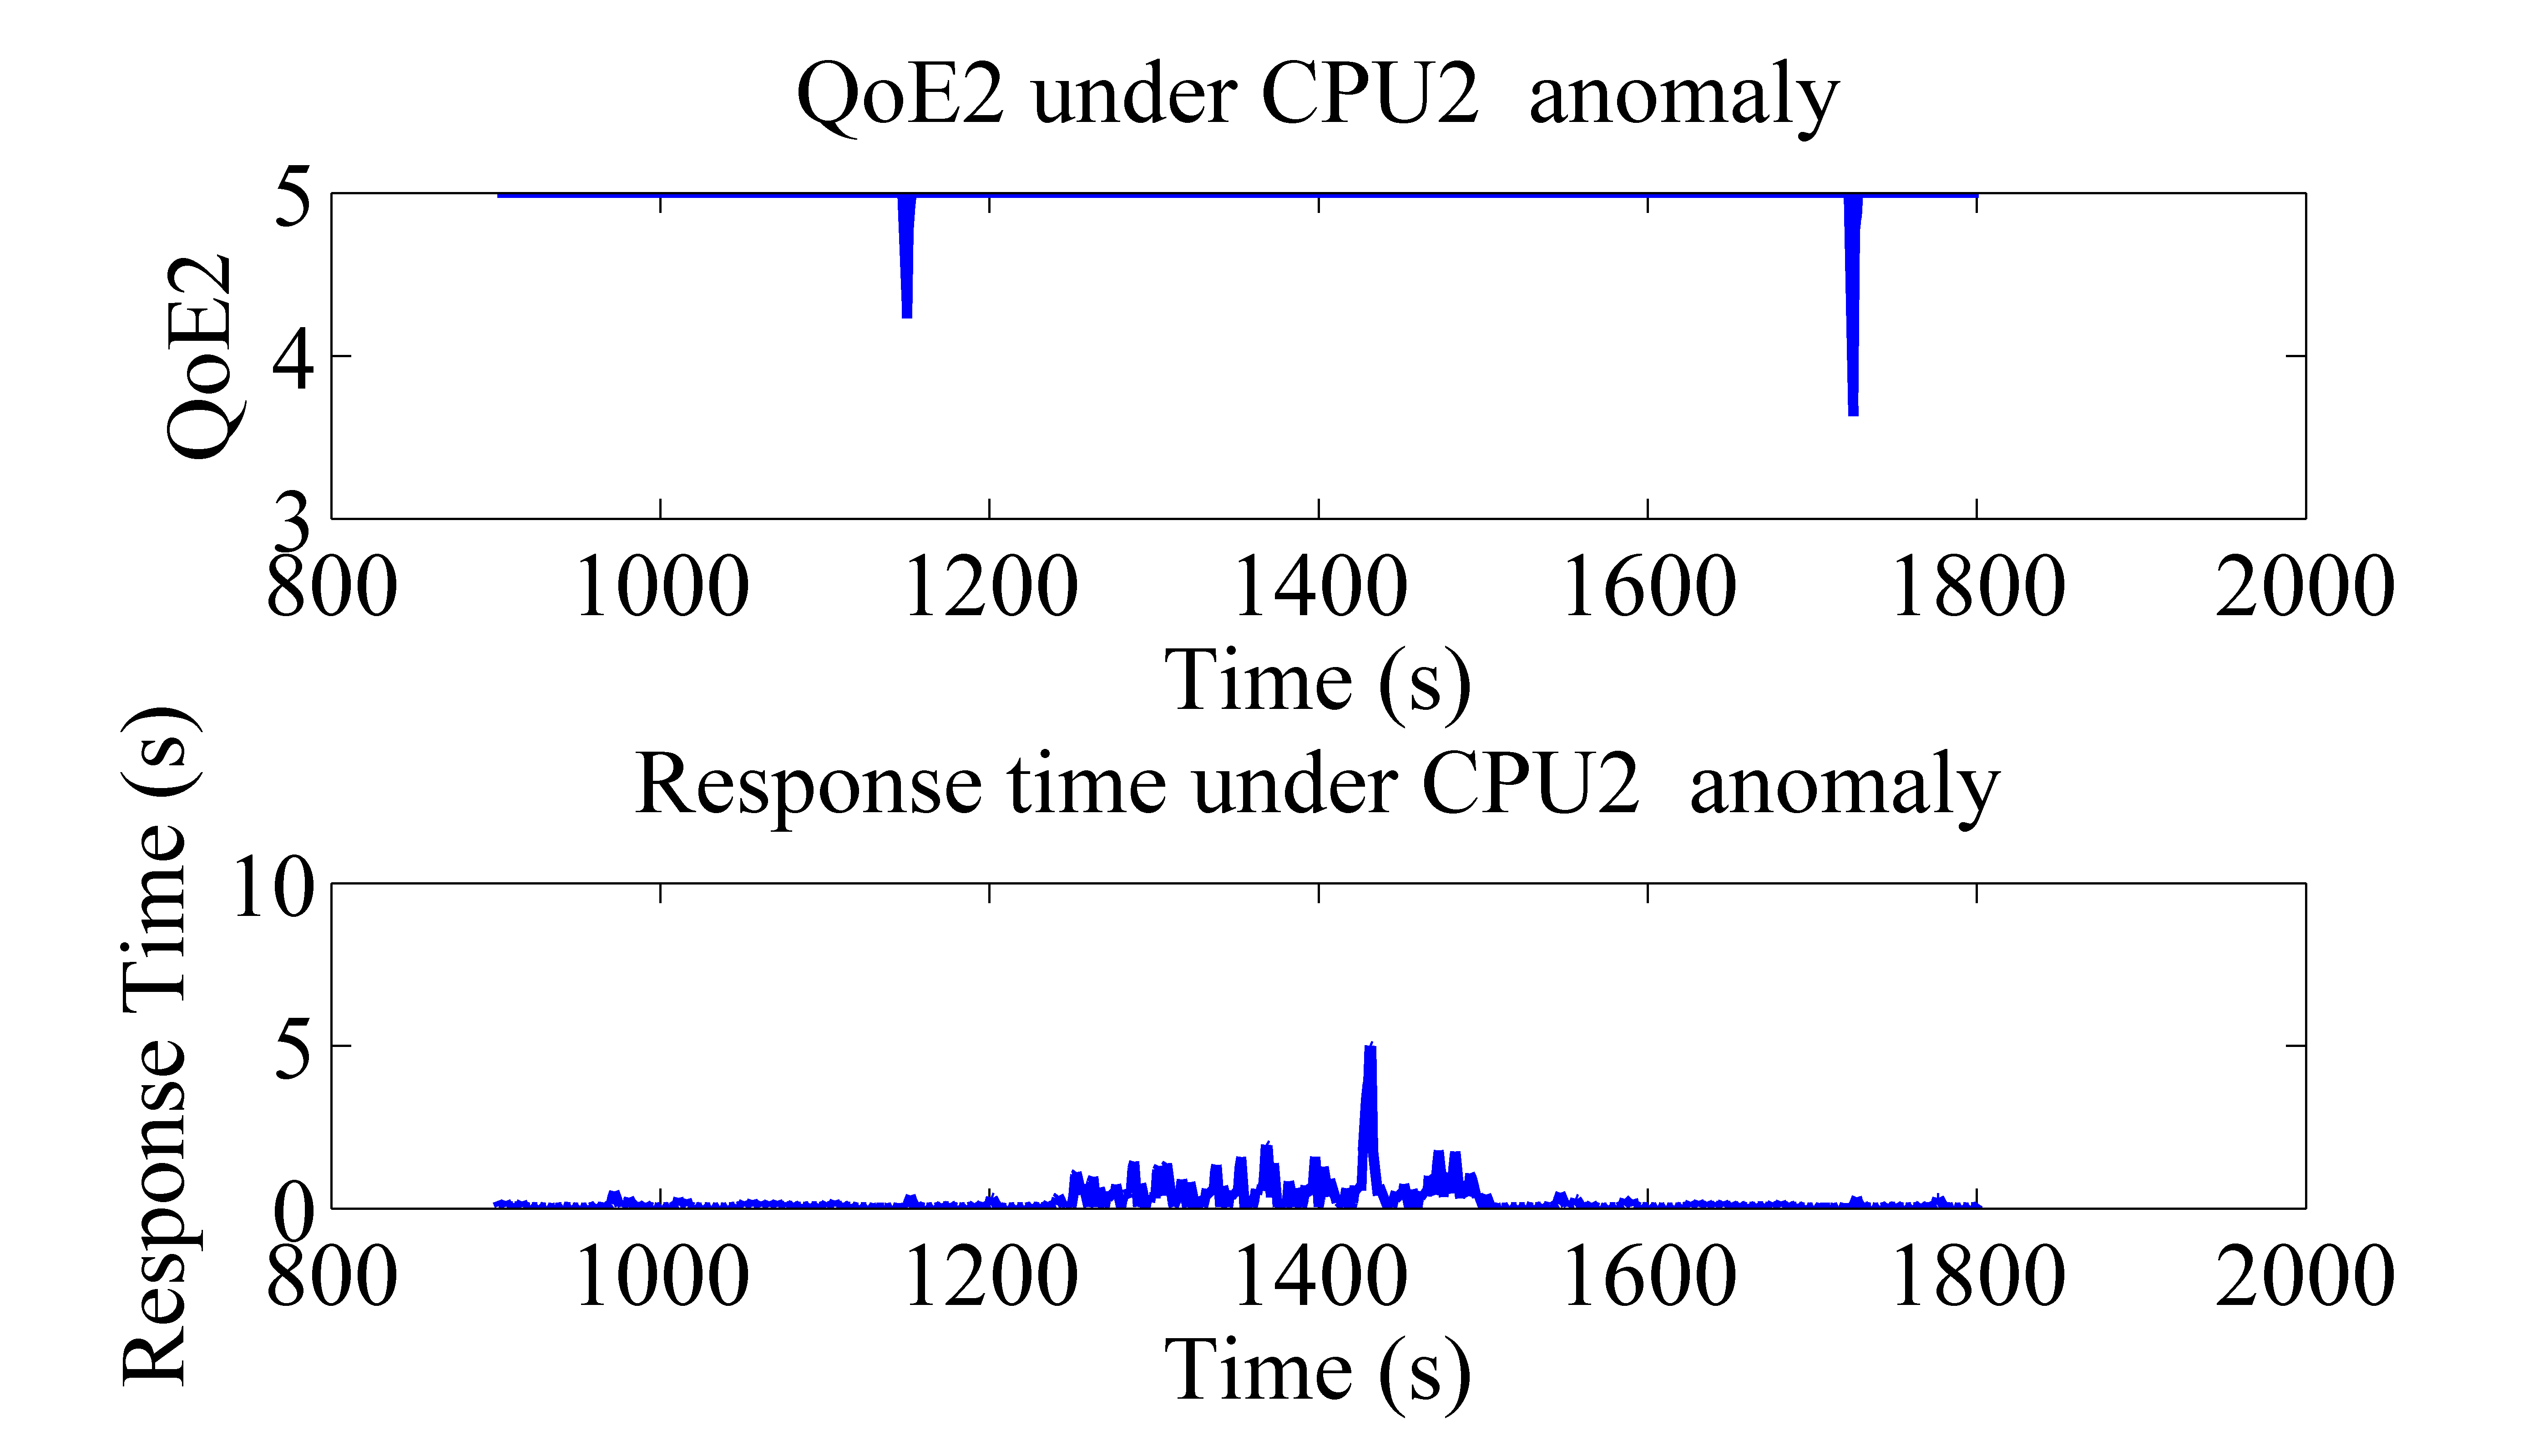 QoE2 under CPU2  anomaly
QoE2
5
4
3
800 1000 1200 1400 1600 1800 2000
Time (s)
Response time under CPU2  anomaly
Response Time (s)
10
5
0
800 1000 1200 1400 1600 1800 2000
Time (s)